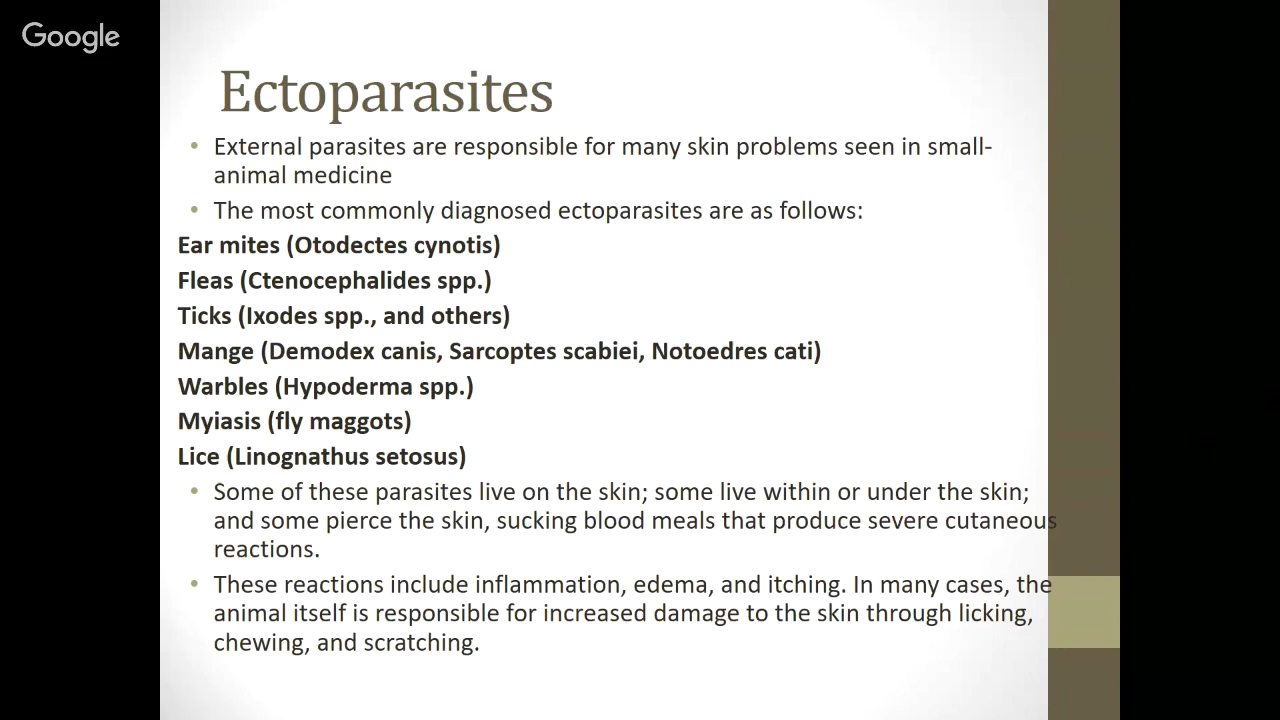 Google
Ectoparasites
• External parasites are responsible for many skin problems seen in small-
animal medicine
• The most commonly diagnosed ectoparasites are as follows:
Ear mites (Otodectes cynotis)
Fleas (Ctenocephalides spp.)
Ticks (Ixodes spp., and others)
Mange (Demodex canis, Sarcoptes scabiei, Notoedres cati)
Warbles (Hypoderma spp.)
Myiasis (fly maggots)
Lice (Linognathus setosus)
• Some of these parasites live on the skin; some live within or under the skin;
and some pierce the skin, sucking blood meals that produce severe cutaneous
reactions.
• These reactions include inflammation, edema, and itching. In many cases, the
animal itself is responsible for increased damage to the skin through licking,
chewing, and scratching.